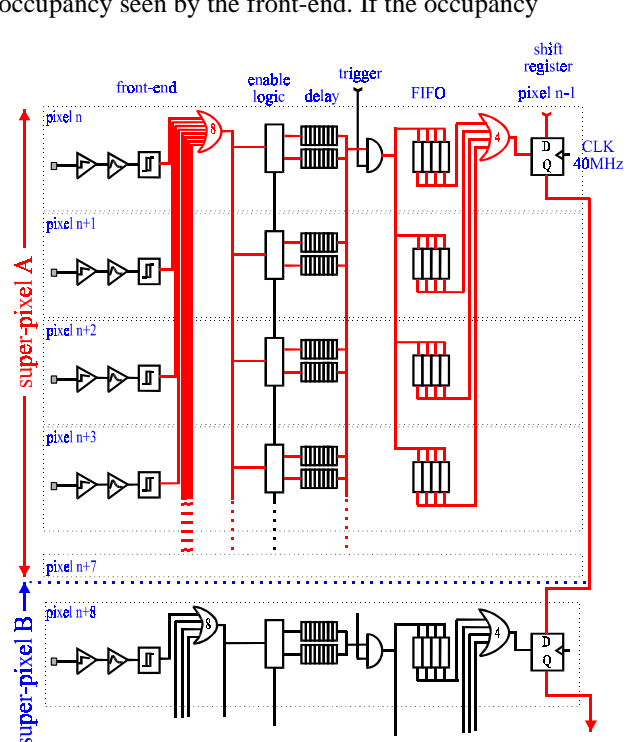 occupancy seen by the front-end. If the occupancy
shift
register
pixel n-1
front-end
enable
logic
delay
trigger
FIFO
pixel n
8
4
D
Q
CLK
40MHz
pixel n+1
super-pixel A
pixel n+2
pixel n+3
pixel n+7
pixel n+8
8
4
D
Q
super-pixel B